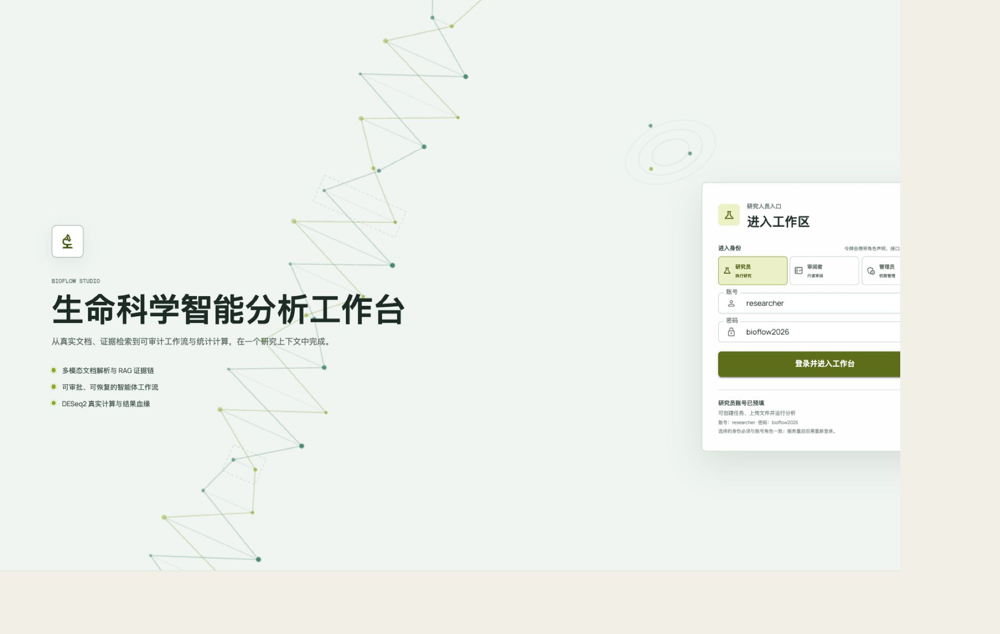 BIOFLOW STUDIO
生命科学智能分析工作台
从真实文档、证据检索到可审计工作流与统计计算，在一个研究上下文中完成。
多模态文档解析与 RAG 证据链
可审批、可恢复的智能体工作流
DESeq2 真实计算与结果血缘
研究人员入口
进入工作区
进入身份
令牌会携带角色声明，接口
研究员
执行研究
审阅者
只读审阅
管理员
权限管理
账号
researcher
密码
bioflow2026
登录并进入工作台
研究员账号已预填
可创建任务、上传文件并运行分析
账号：researcher · 密码：bioflow2026
选择的身份必须与账号角色一致；服务重启后需重新登录。